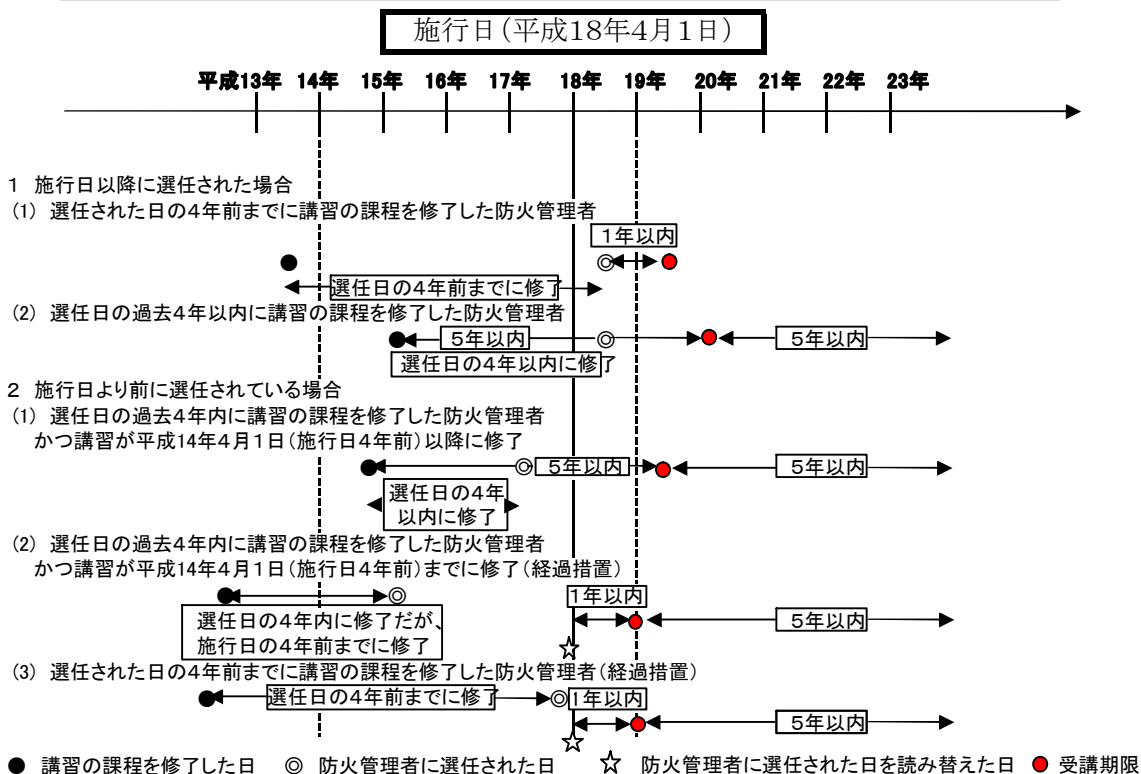 施行日(平成18年4月1日)
平成13年 14年 15年 16年 17年 18年 19年 20年 21年 22年 23年
1 施行日以降に選任された場合
(1) 選任された日の4年前までに講習の課程を修了した防火管理者
1年以内
選任日の4年前までに修了
(2) 選任日の過去4年以内に講習の課程を修了した防火管理者
5年以内 5年以内
選任日の4年以内に修了
2 施行日より前に選任されている場合
(1) 選任日の過去4年内に講習の課程を修了した防火管理者
かつ講習が平成14年4月1日(施行日4年前)以降に修了
5年以内 5年以内
選任日の4年
以内に修了
(2) 選任日の過去4年内に講習の課程を修了した防火管理者
かつ講習が平成14年4月1日(施行日4年前)までに修了(経過措置)
1年以内
選任日の4年内に修了だが、 5年以内
施行日の4年前までに修了
(3) 選任された日の4年前までに講習の課程を修了した防火管理者(経過措置)
選任日の4年前までに修了 1年以内
5年以内
● 講習の課程を修了した日 ◎ 防火管理者に選任された日 ☆ 防火管理者に選任された日を読み替えた日 ● 受講期限